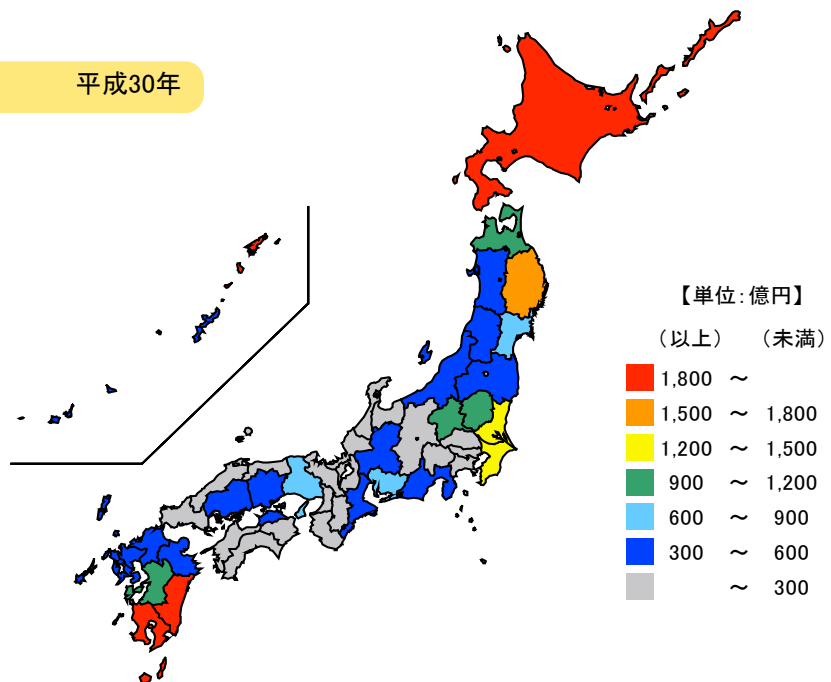 平成30年
【単位：億円】
（以上） （未満）
1,800 ～
1,500 ～ 1,800
1,200 ～ 1,500
900 ～ 1,200
600 ～ 900
300 ～ 600
～ 300